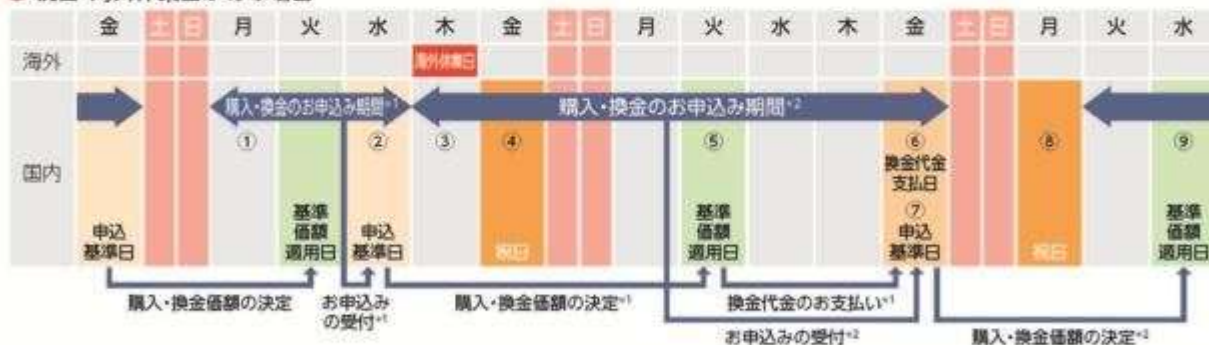 金 土 日 月 火 水 木 金 土 日 月 火 水 木 金 土 日 月 火 水
海外
海外休業日
購入・換金のお申込み期間*1
購入・換金のお申込み期間*2
① ② ③ ④ ⑤ ⑥ ⑧ ⑨
国内
換金代金
支払日
⑦
申込
基準日
基準
価額
適用日
申込
基準日
祝日
基準
価額
適用日
申込
基準日
祝日
基準
価額
適用日
購入・換金価額の決定
お申込み
の受付*1
購入・換金価額の決定*1
換金代金のお支払い*1
お申込みの受付*2
購入・換金価額の決定*2